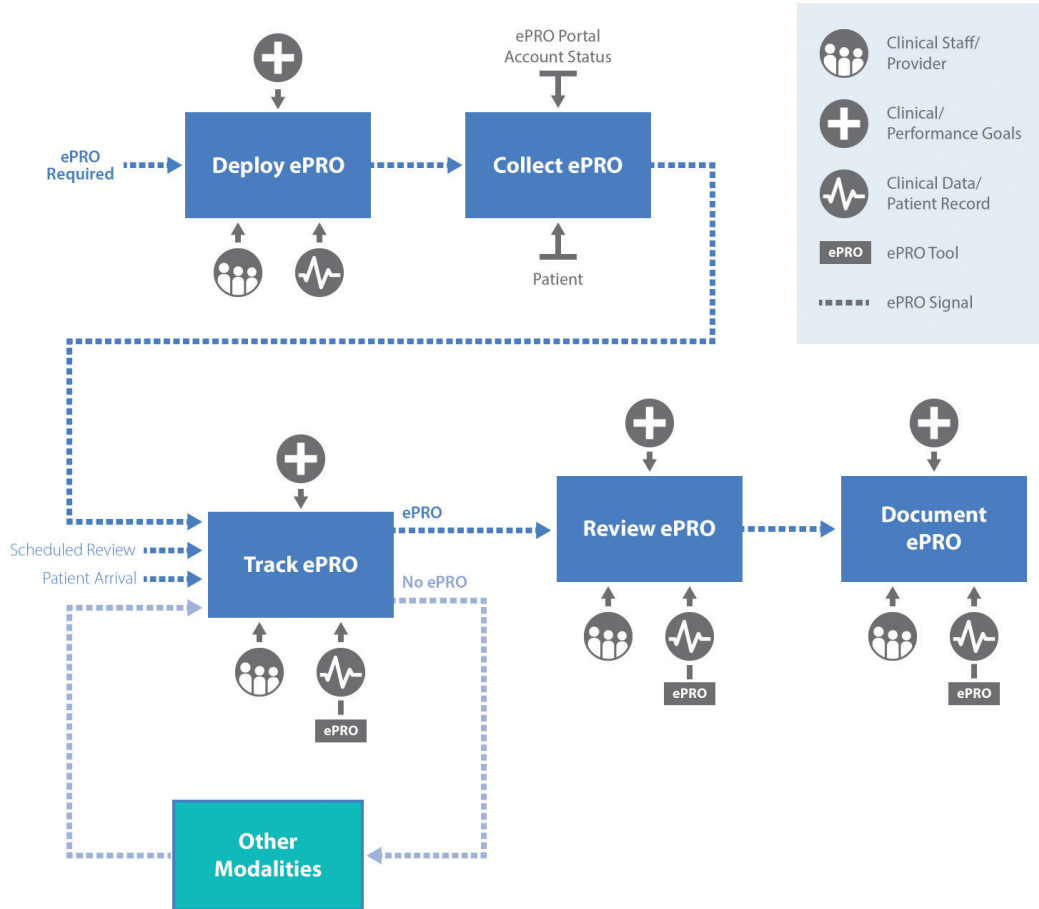 ePRO Portal
Account Status
Clinical Staff/
Provider
Clinical/
Performance Goals
Clinical Data/
Patient Record
ePRO
ePRO Tool
ePRO Signal
ePRO
Required
Deploy ePRO
Collect ePRO
Patient
Scheduled Review
Patient Arrival
Track ePRO
ePRO
No ePRO
Review ePRO
Document
ePRO
ePRO
ePRO
ePRO
Other
Modalities